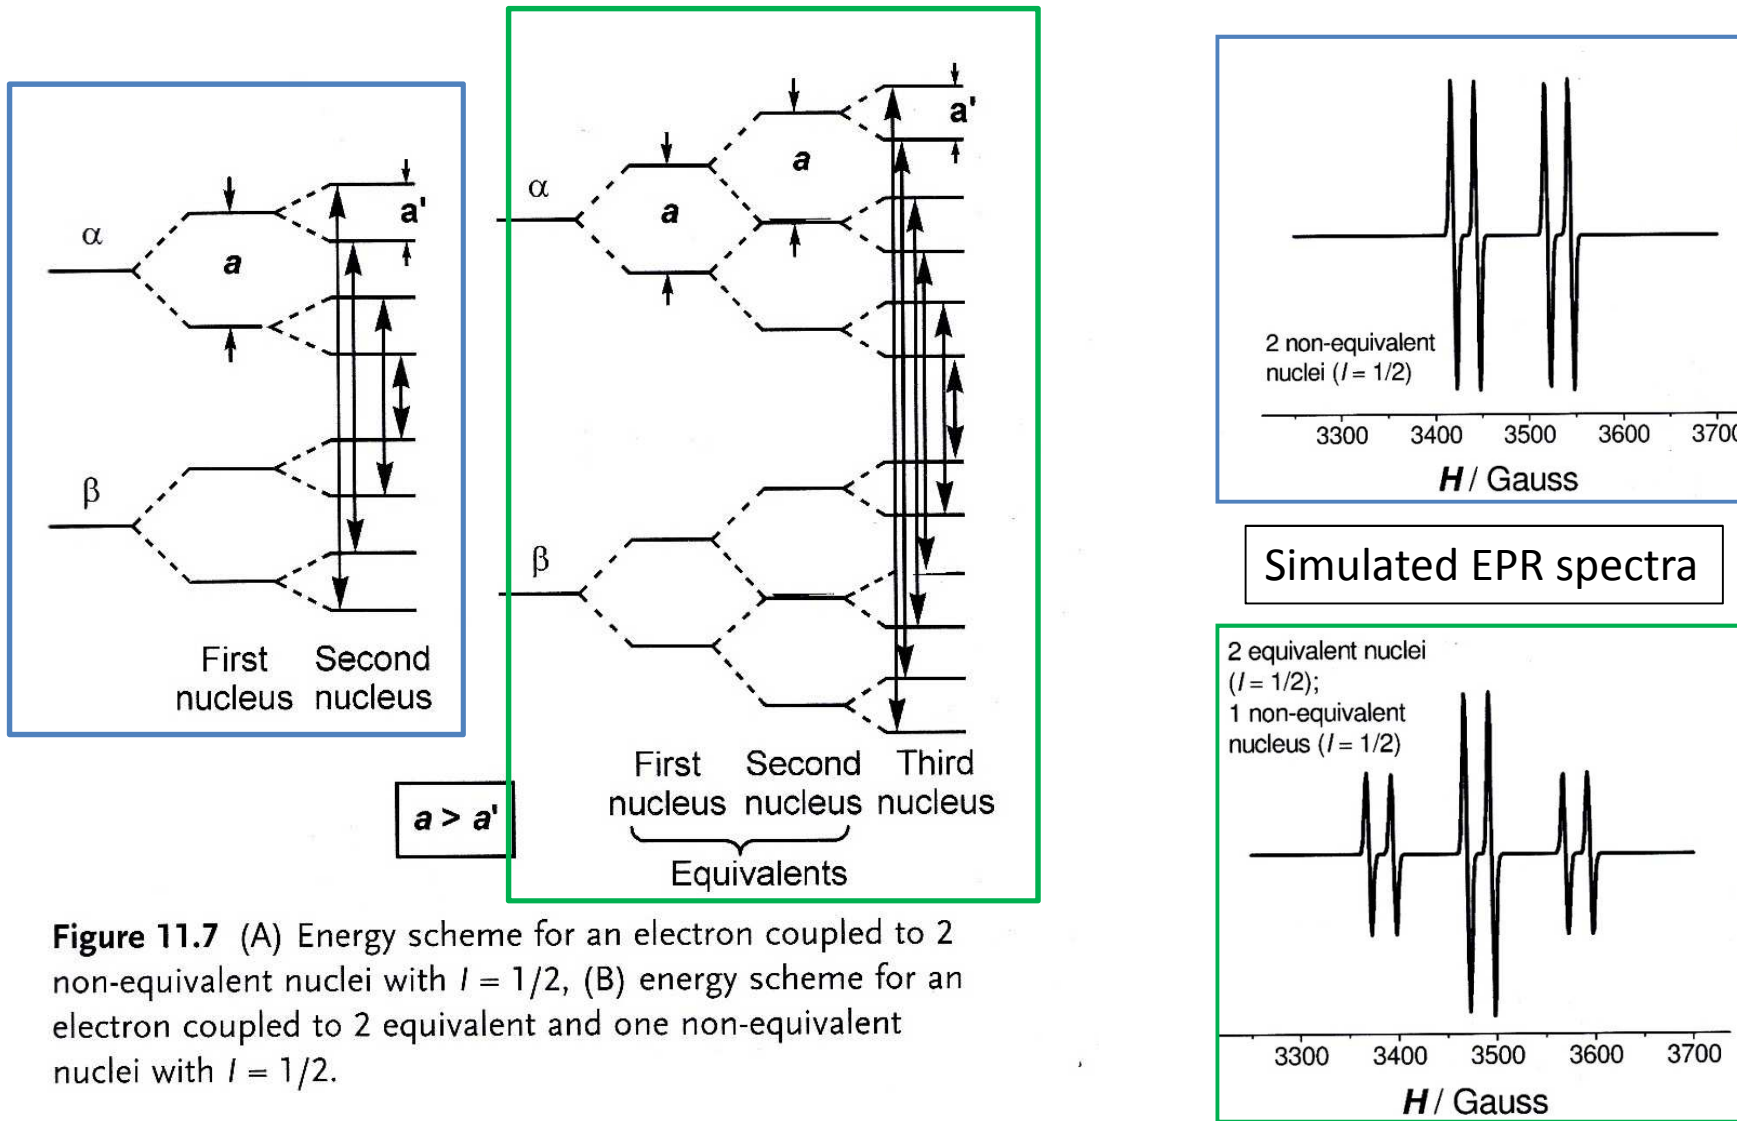 α
a
a'
β
First
nucleus
Second
nucleus
a > a'
α
a
a
a'
β
First
nucleus
Second
nucleus
Third
nucleus
Equivalents
Figure 11.7 (A) Energy scheme for an electron coupled to 2
non-equivalent nuclei with I = 1/2, (B) energy scheme for an
electron coupled to 2 equivalent and one non-equivalent
nuclei with I = 1/2.
2 non-equivalent
nuclei (I = 1/2)
3300 3400 3500 3600 3700
H / Gauss
Simulated EPR spectra
2 equivalent nuclei
(I = 1/2);
1 non-equivalent
nucleus (I = 1/2)
3300 3400 3500 3600 3700
H / Gauss